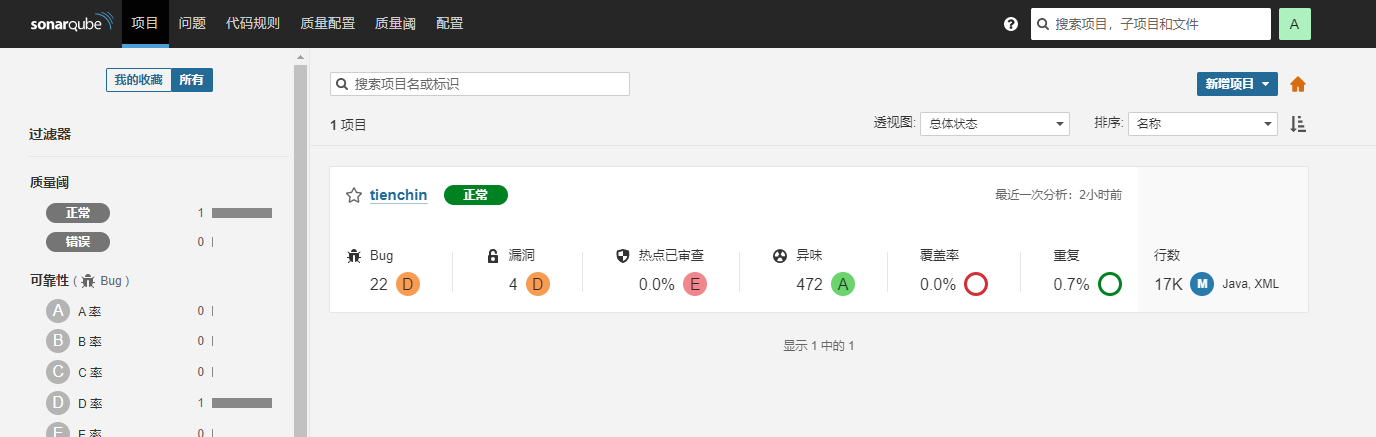 sonarqube 项目 问题 代码规则 质量配置 质量阈 配置 ? 搜索项目，子项目和文件 A
我的收藏 所有
过滤器
质量阈
正常 1
错误 0
可靠性 ( Bug )
A A 率 0
B B 率 0
C C 率 0
D D 率 1
E E 率 0
搜索项目名或标识 新增项目
1 项目 透视图: 总体状态 排序: 名称
tienchin 正常 最近一次分析： 2小时前
Bug 漏洞 热点已审查 异味 覆盖率 重复 行数
22 D 4 D 0.0% E 472 A 0.0% 0.7% 17K M Java, XML
显示 1 中的 1